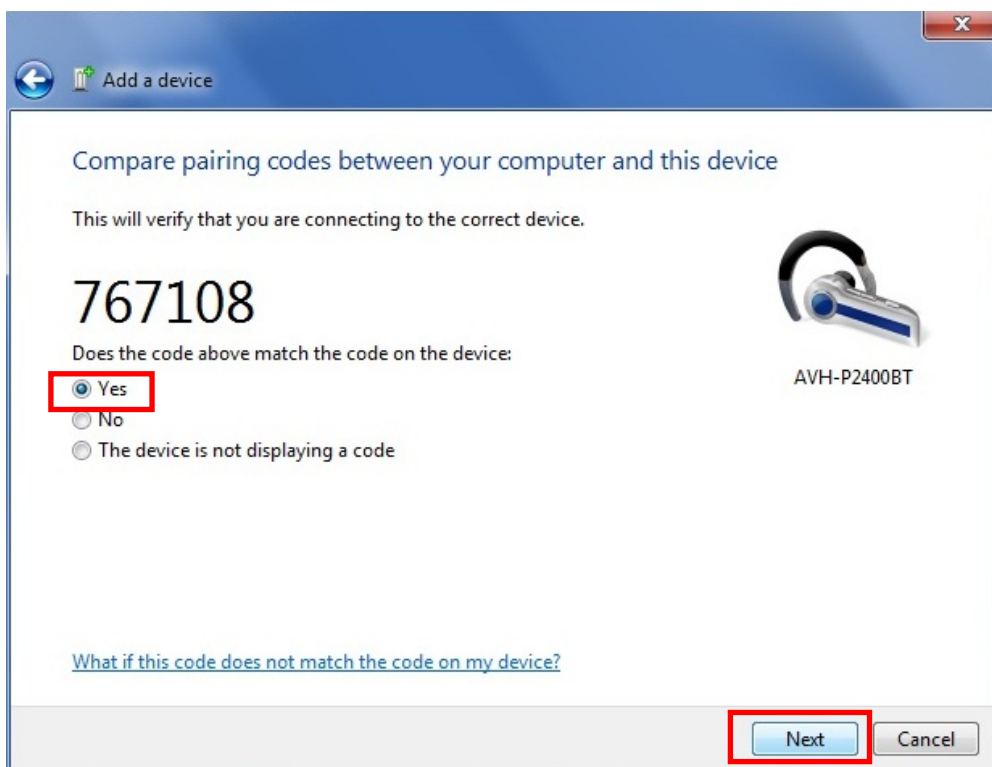 Add a device
Compare pairing codes between your computer and this device
This will verify that you are connecting to the correct device.
767108
Does the code above match the code on the device:
Yes
AVH-P2400BT
No
The device is not displaying a code
What if this code does not match the code on my device?
Next
Cancel